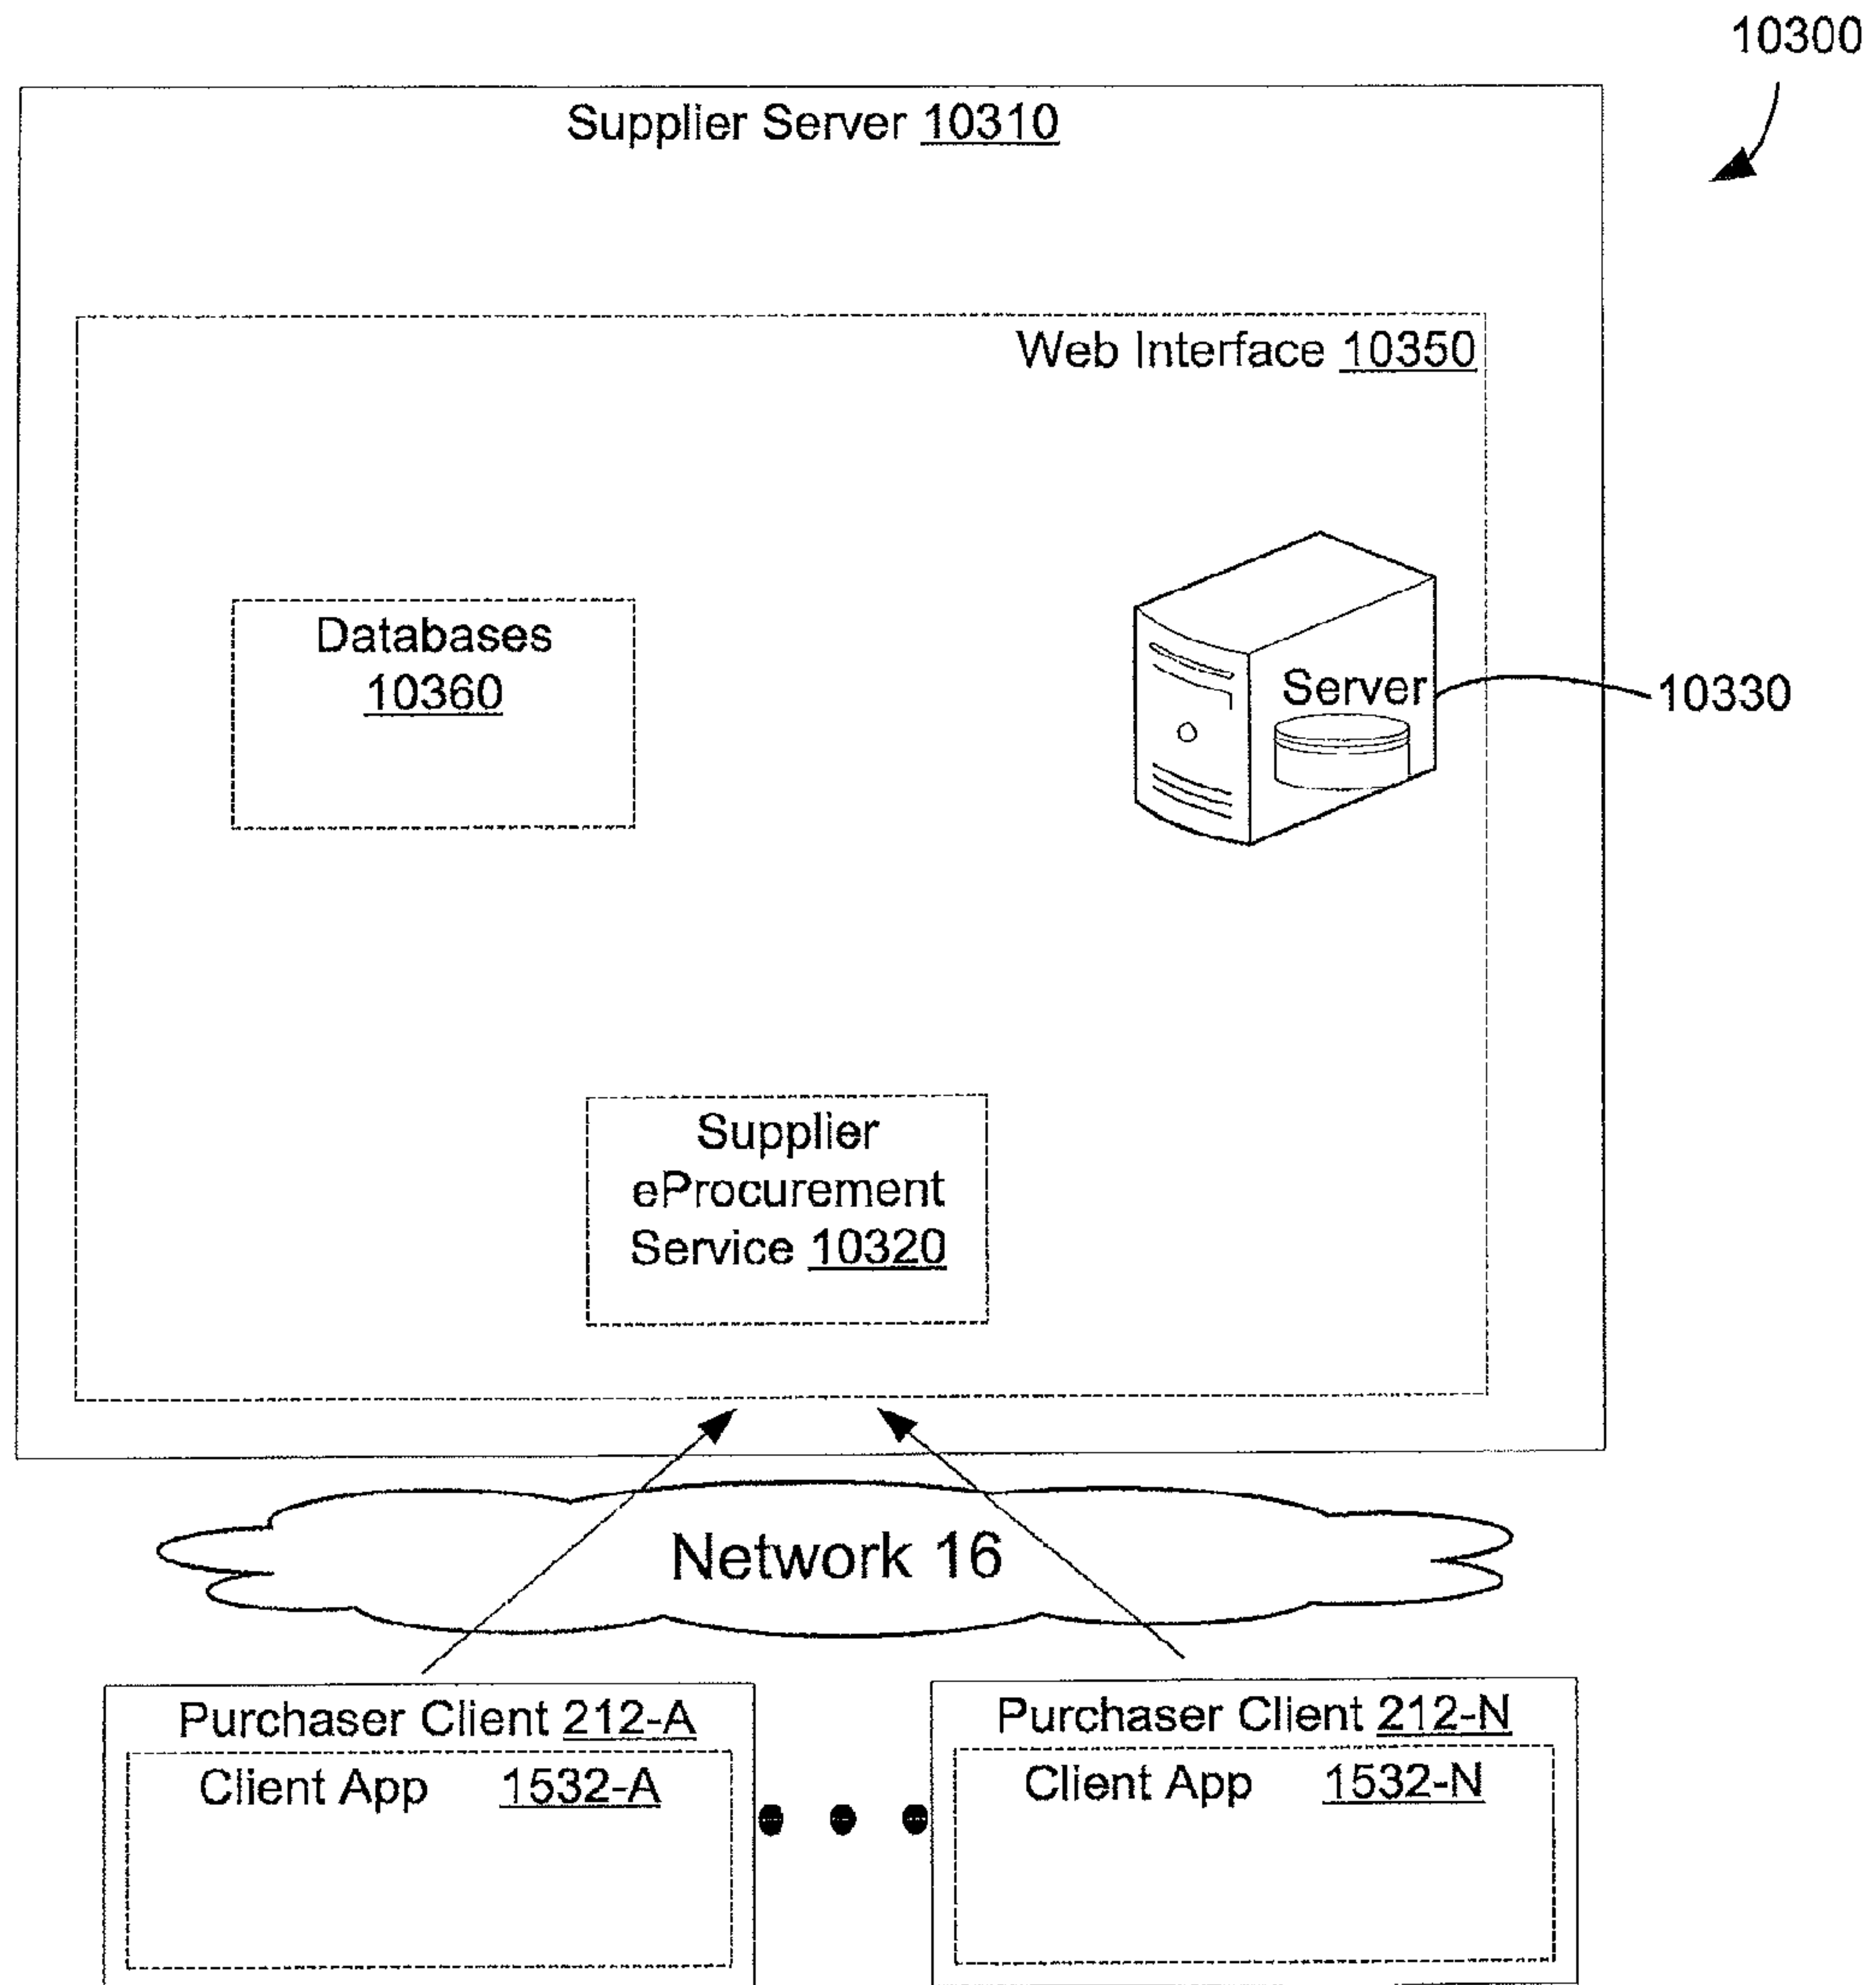 10300
Supplier Server 10310
Web Interface 10350
Databases
10360
Server
10330
Supplier
eProcurement
Service 10320
Network 16
Purchaser Client 212-A
Client App 1532-A
Purchaser Client 212-N
Client App 1532-N